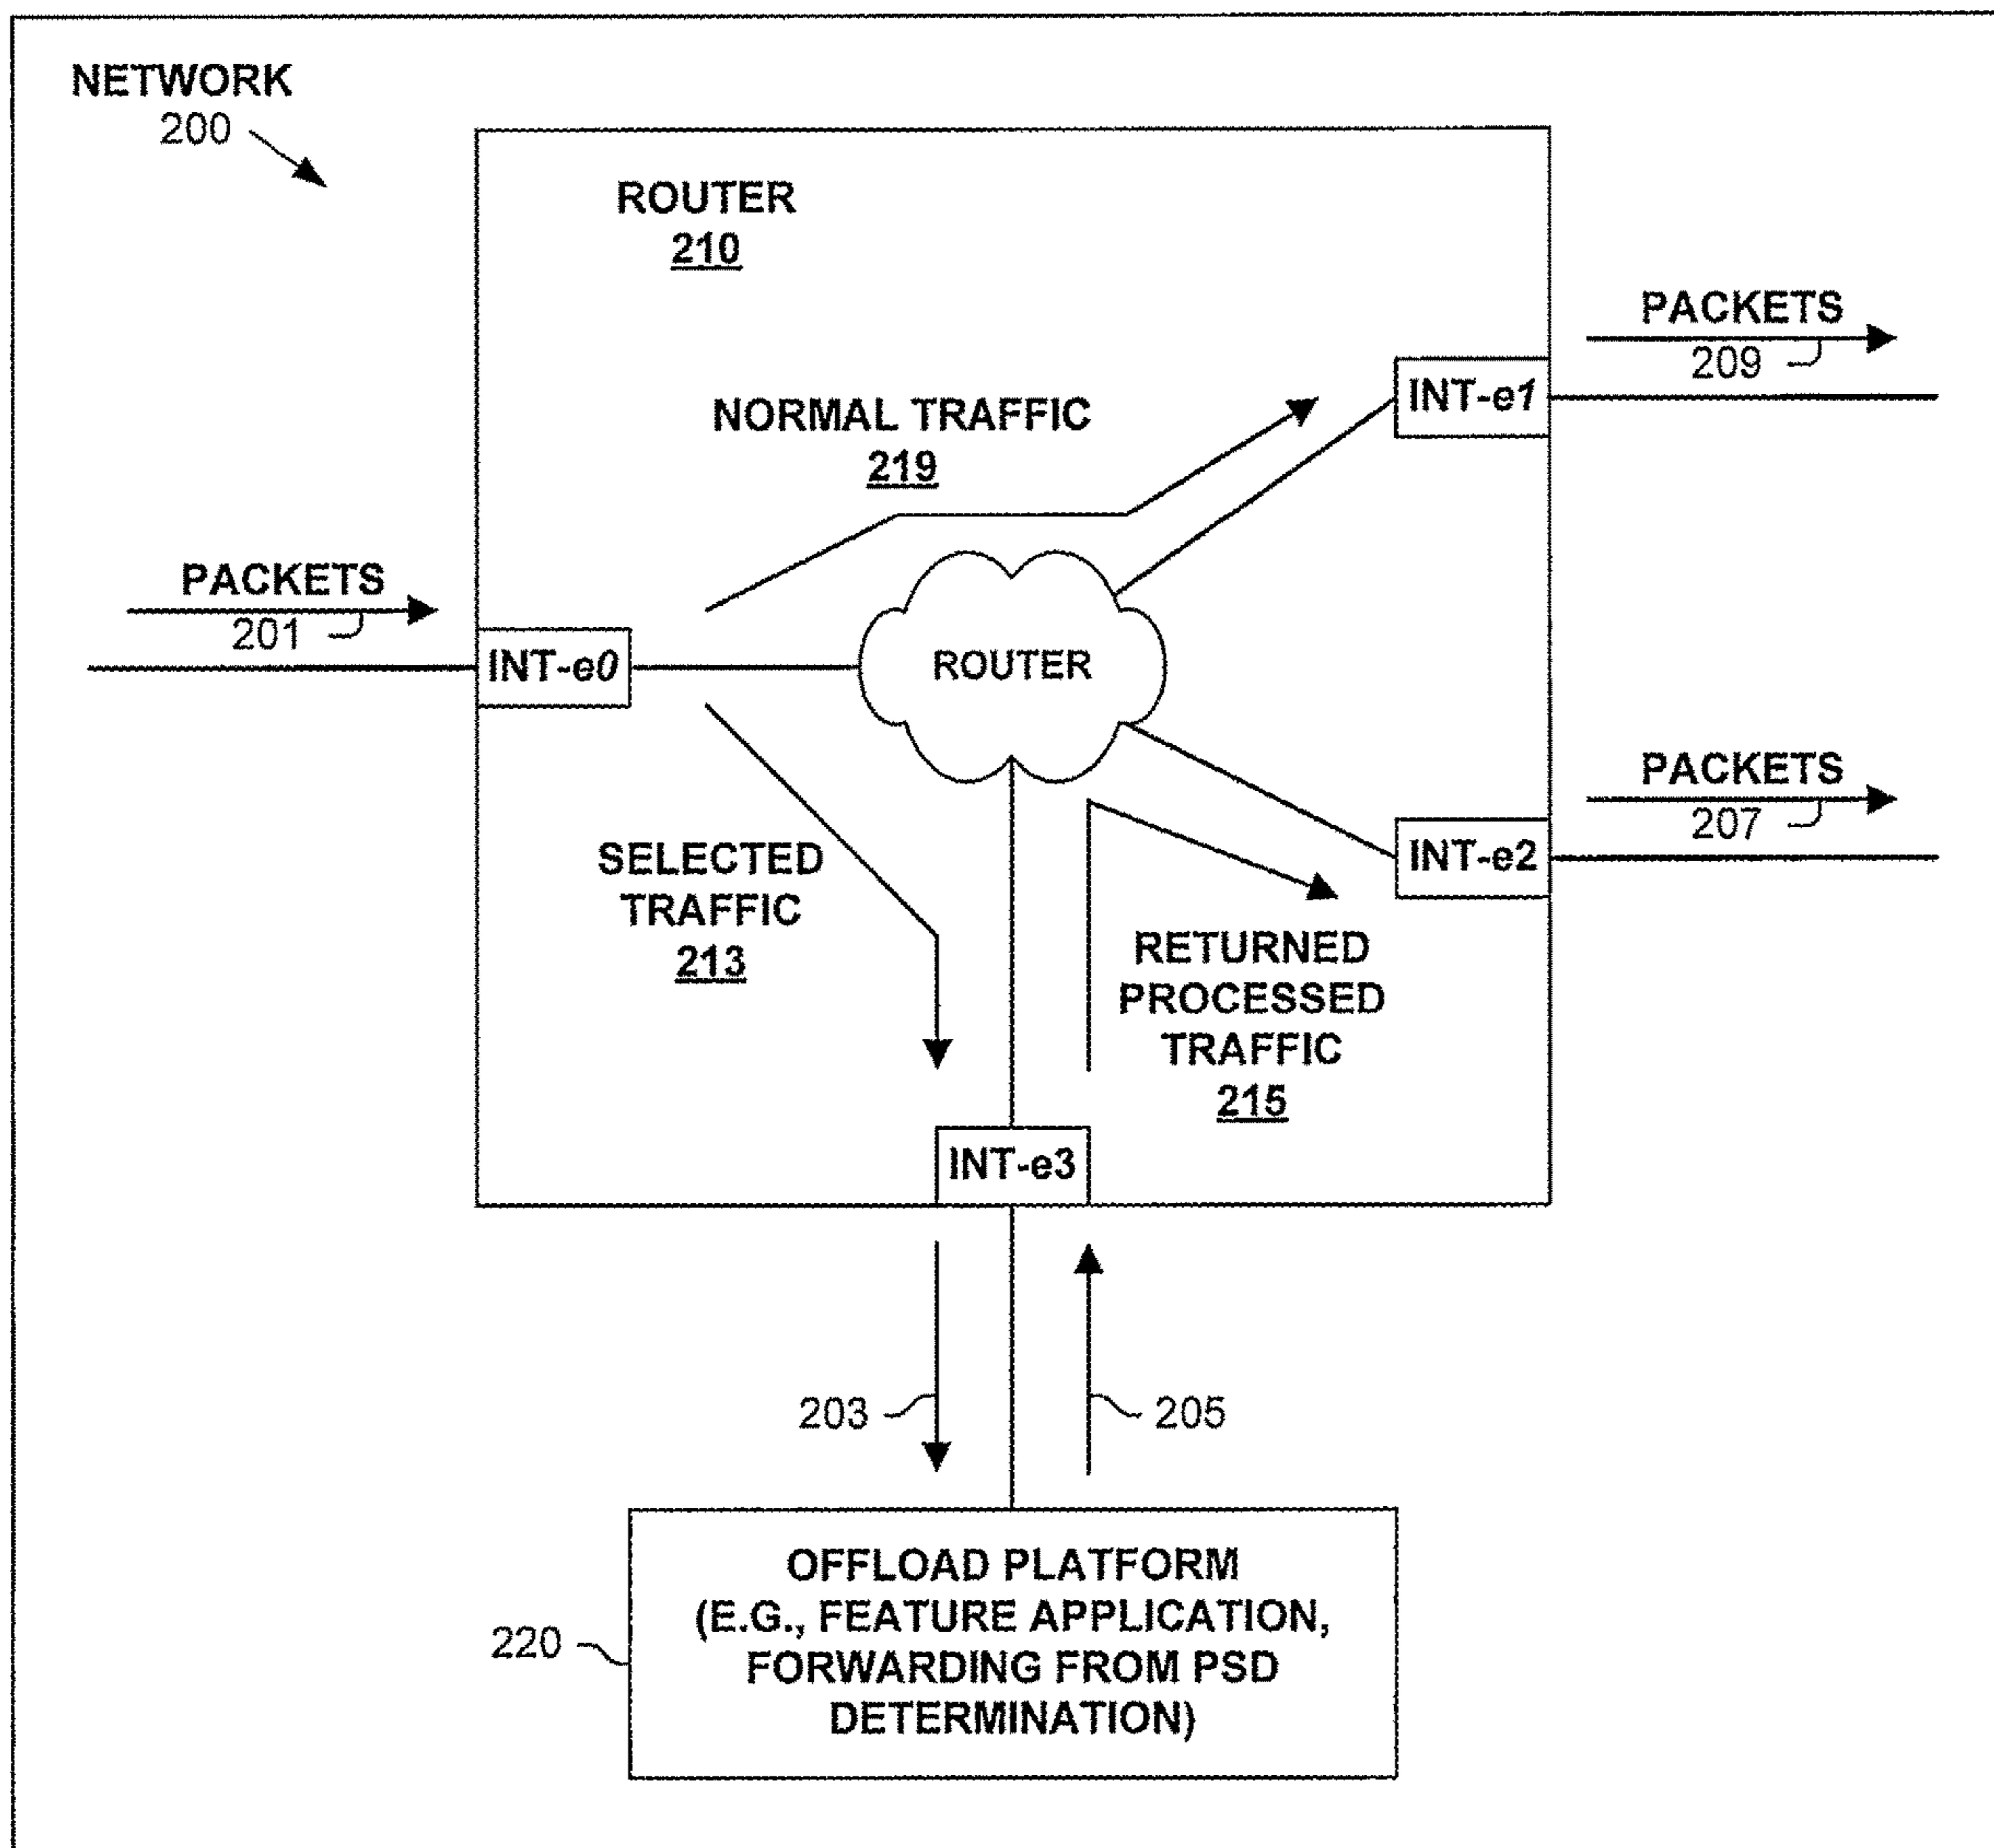 NETWORK
200
ROUTER
210
PACKETS
209
INT-e1
NORMAL TRAFFIC
219
PACKETS
201
INT-e0
ROUTER
PACKETS
207
INT-e2
SELECTED
TRAFFIC
213
RETURNED
PROCESSED
TRAFFIC
215
INT-e3
203
205
OFFLOAD PLATFORM
(E.G., FEATURE APPLICATION,
FORWARDING FROM PSD
DETERMINATION)
220